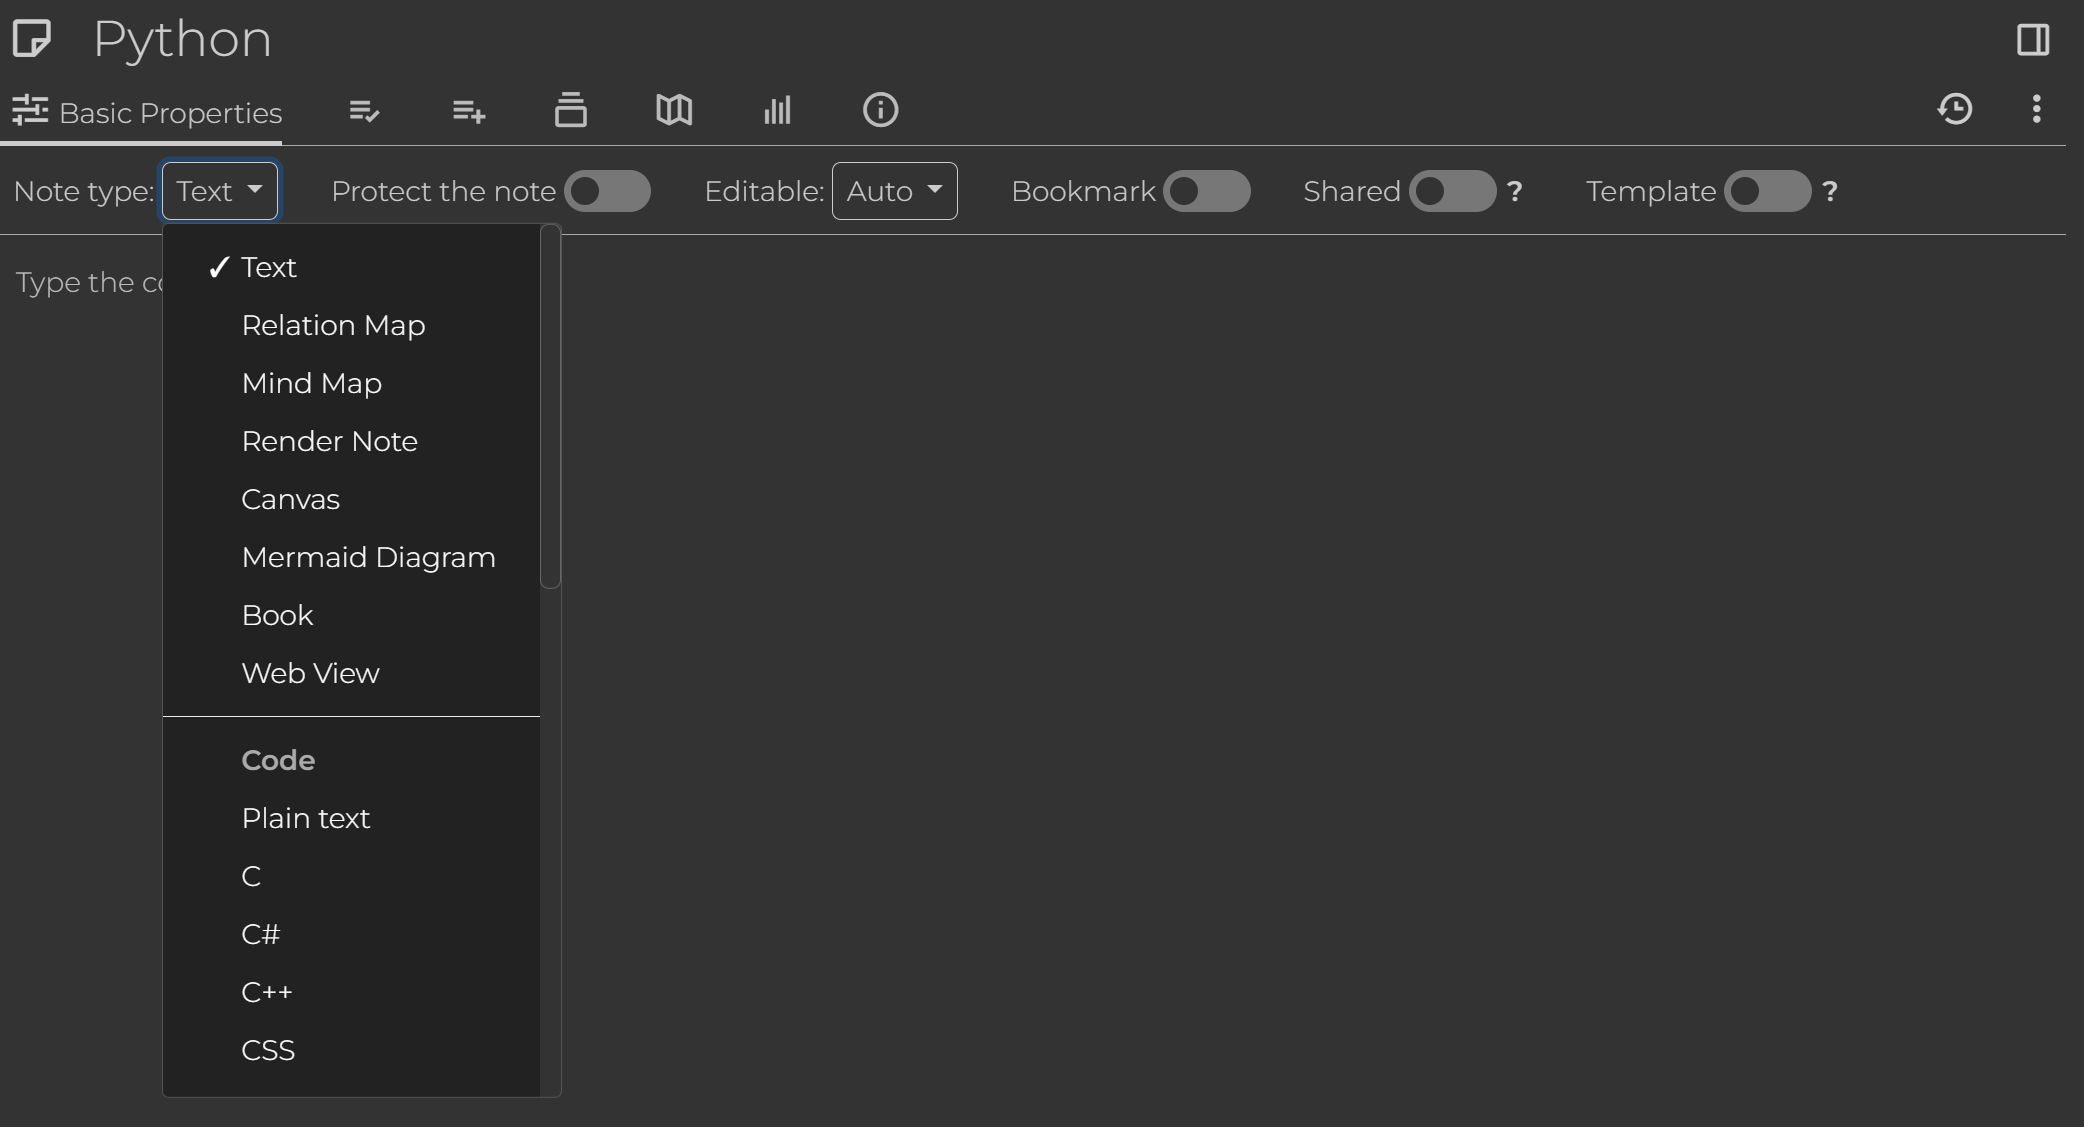 Python
Basic Properties
Note type: Text Protect the note Editable: Auto Bookmark Shared ? Template ?
Type the
✓ Text
Relation Map
Mind Map
Render Note
Canvas
Mermaid Diagram
Book
Web View
Code
Plain text
C
C#
C++
CSS